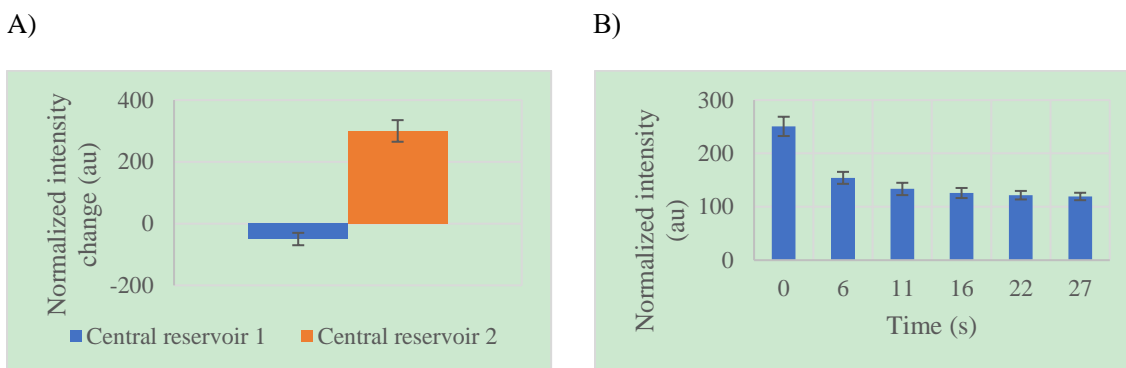 A)
Normalized intensity
change (au)
400
200
0
-200
Central reservoir 1
Central reservoir 2
B)
Normalized intensity
(au)
300
200
100
0
0 6 11 16 22 27
Time (s)